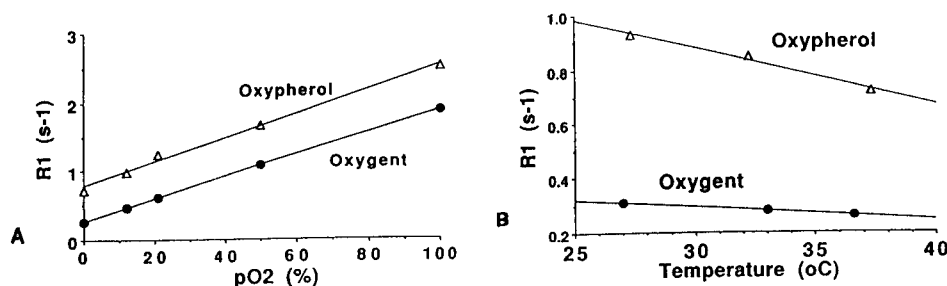 3
2
1
0
R1 (s-1)
Oxypherol
Oxygent
0 20 40 60 80 100
pO2 (%)
A
1.0
0.8
0.6
0.4
0.2
R1 (s-1)
Oxypherol
Oxygent
25 30 35 40
Temperature (oC)
B